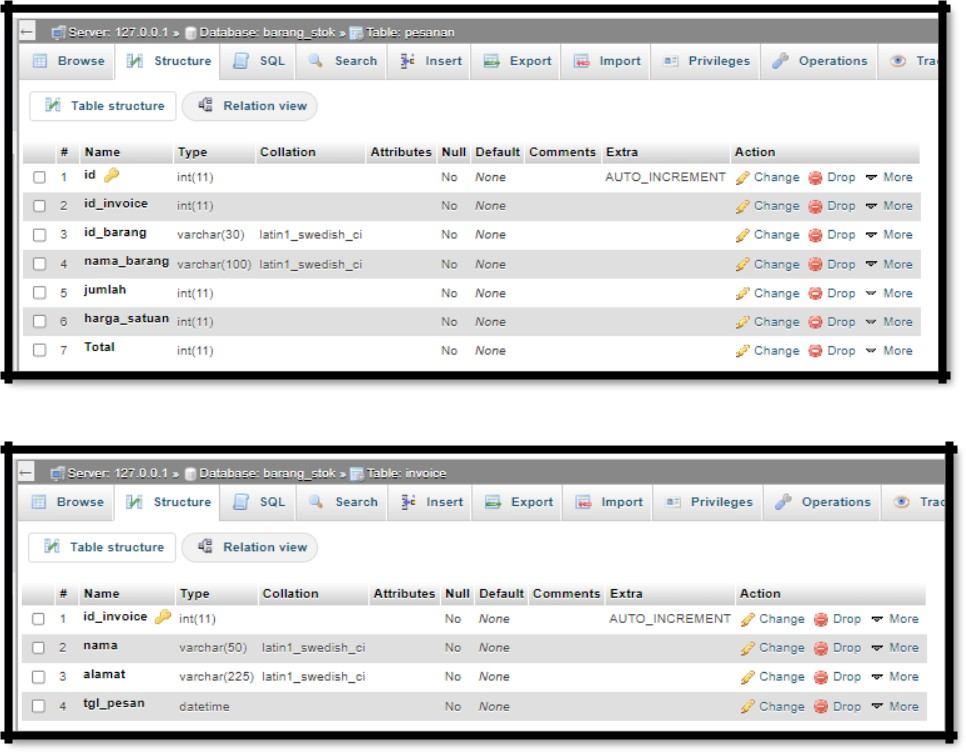 Server: 127.0.0.1 » Database: barang_stok » Table: pesanan
Browse Structure SQL Search Insert Export Import Privileges Operations Tra
Table structure Relation view
# Name Type Collation Attributes Null Default Comments Extra Action
1 id int(11) No None AUTO_INCREMENT Change Drop More
2 id_invoice int(11) No None Change Drop More
3 id_barang varchar(30) latin1_swedish_ci No None Change Drop More
4 nama_barang varchar(100) latin1_swedish_ci No None Change Drop More
5 jumlah int(11) No None Change Drop More
6 harga_satuan int(11) No None Change Drop More
7 Total int(11) No None Change Drop More
Server: 127.0.0.1 » Database: barang_stok » Table: invoice
Browse Structure SQL Search Insert Export Import Privileges Operations Trac
Table structure Relation view
# Name Type Collation Attributes Null Default Comments Extra Action
1 id_invoice int(11) No None AUTO_INCREMENT Change Drop More
2 nama varchar(50) latin1_swedish_ci No None Change Drop More
3 alamat varchar(225) latin1_swedish_ci No None Change Drop More
4 tgl_pesan datetime No None Change Drop More